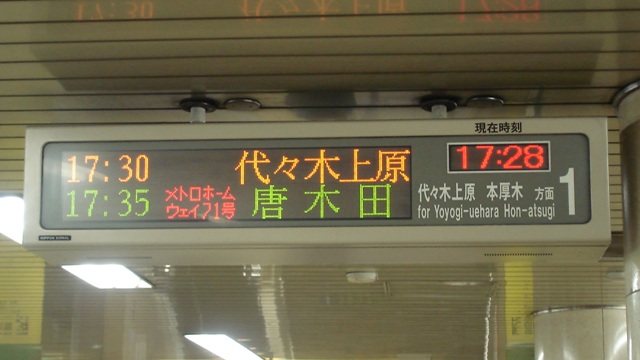 17:30 代々木上原
17:35 メトロホーム
ウェイ71号 唐木田
現在時刻
17:28
代々木上原 本厚木 方面 1
for Yoyogi-uehara Hon-atsugi